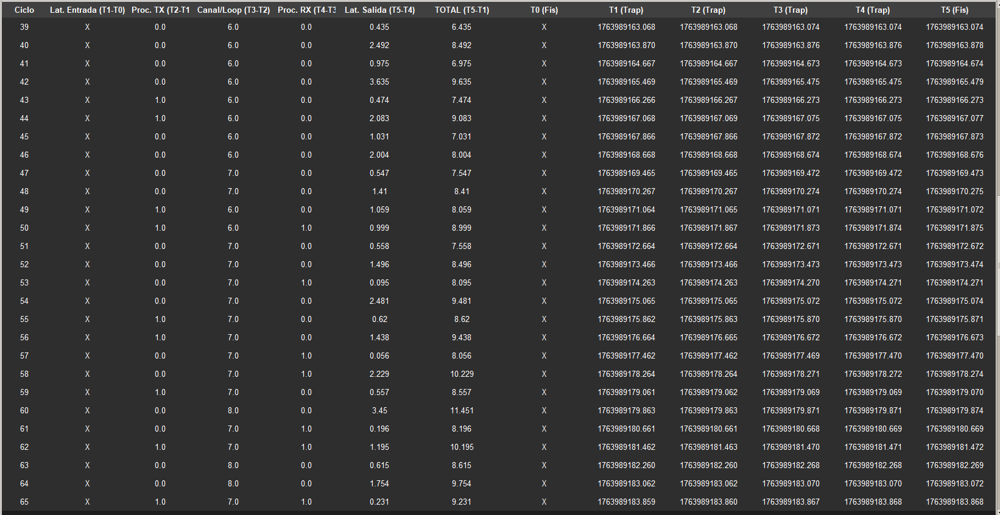 Ciclo Lat. Entrada (T1-T0) Proc. TX (T2-T1 Canal/Loop (T3-T2) Proc. RX (T4-T3 Lat. Salida (T5-T4) TOTAL (T5-T1) T0 (Fís) T1 (Trap) T2 (Trap) T3 (Trap) T4 (Trap) T5 (Fis)
39 X 0.0 6.0 0.0 0.435 6.435 X 1763989163.068 1763989163.068 1763989163.074 1763989163.074 1763989163.074
40 X 0.0 6.0 0.0 2.492 8.492 X 1763989163.870 1763989163.870 1763989163.876 1763989163.876 1763989163.878
41 X 0.0 6.0 0.0 0.975 6.975 X 1763989164.667 1763989164.667 1763989164.673 1763989164.673 1763989164.674
42 X 0.0 6.0 0.0 3.635 9.635 X 1763989165.469 1763989165.469 1763989165.475 1763989165.475 1763989165.479
43 X 1.0 6.0 0.0 0.474 7.474 X 1763989166.266 1763989166.267 1763989166.273 1763989166.273 1763989166.273
44 X 1.0 6.0 0.0 2.083 9.083 X 1763989167.068 1763989167.069 1763989167.075 1763989167.075 1763989167.077
45 X 0.0 6.0 0.0 1.031 7.031 X 1763989167.866 1763989167.866 1763989167.872 1763989167.872 1763989167.873
46 X 0.0 6.0 0.0 2.004 8.004 X 1763989168.668 1763989168.668 1763989168.674 1763989168.674 1763989168.676
47 X 0.0 7.0 0.0 0.547 7.547 X 1763989169.465 1763989169.465 1763989169.472 1763989169.472 1763989169.473
48 X 0.0 7.0 0.0 1.41 8.41 X 1763989170.267 1763989170.267 1763989170.274 1763989170.274 1763989170.275
49 X 1.0 6.0 0.0 1.059 8.059 X 1763989171.064 1763989171.065 1763989171.071 1763989171.071 1763989171.072
50 X 1.0 6.0 1.0 0.999 8.999 X 1763989171.866 1763989171.867 1763989171.873 1763989171.874 1763989171.875
51 X 0.0 7.0 0.0 0.558 7.558 X 1763989172.664 1763989172.664 1763989172.671 1763989172.671 1763989172.672
52 X 0.0 7.0 0.0 1.496 8.496 X 1763989173.466 1763989173.466 1763989173.473 1763989173.473 1763989173.474
53 X 0.0 7.0 1.0 0.095 8.095 X 1763989174.263 1763989174.263 1763989174.270 1763989174.271 1763989174.271
54 X 0.0 7.0 0.0 2.481 9.481 X 1763989175.065 1763989175.065 1763989175.072 1763989175.072 1763989175.074
55 X 1.0 7.0 0.0 0.62 8.62 X 1763989175.862 1763989175.863 1763989175.870 1763989175.870 1763989175.871
56 X 1.0 7.0 0.0 1.438 9.438 X 1763989176.664 1763989176.665 1763989176.672 1763989176.672 1763989176.673
57 X 0.0 7.0 1.0 0.056 8.056 X 1763989177.462 1763989177.462 1763989177.469 1763989177.470 1763989177.470
58 X 0.0 7.0 1.0 2.229 10.229 X 1763989178.264 1763989178.264 1763989178.271 1763989178.272 1763989178.274
59 X 1.0 7.0 0.0 0.557 8.557 X 1763989179.061 1763989179.062 1763989179.069 1763989179.069 1763989179.070
60 X 0.0 8.0 0.0 3.45 11.451 X 1763989179.863 1763989179.863 1763989179.871 1763989179.871 1763989179.874
61 X 0.0 7.0 1.0 0.196 8.196 X 1763989180.661 1763989180.661 1763989180.668 1763989180.669 1763989180.669
62 X 1.0 7.0 1.0 1.195 10.195 X 1763989181.462 1763989181.463 1763989181.470 1763989181.471 1763989181.472
63 X 0.0 8.0 0.0 0.615 8.615 X 1763989182.260 1763989182.260 1763989182.268 1763989182.268 1763989182.269
64 X 0.0 8.0 0.0 1.754 9.754 X 1763989183.062 1763989183.062 1763989183.070 1763989183.070 1763989183.072
65 X 1.0 7.0 1.0 0.231 9.231 X 1763989183.859 1763989183.860 1763989183.867 1763989183.868 1763989183.868